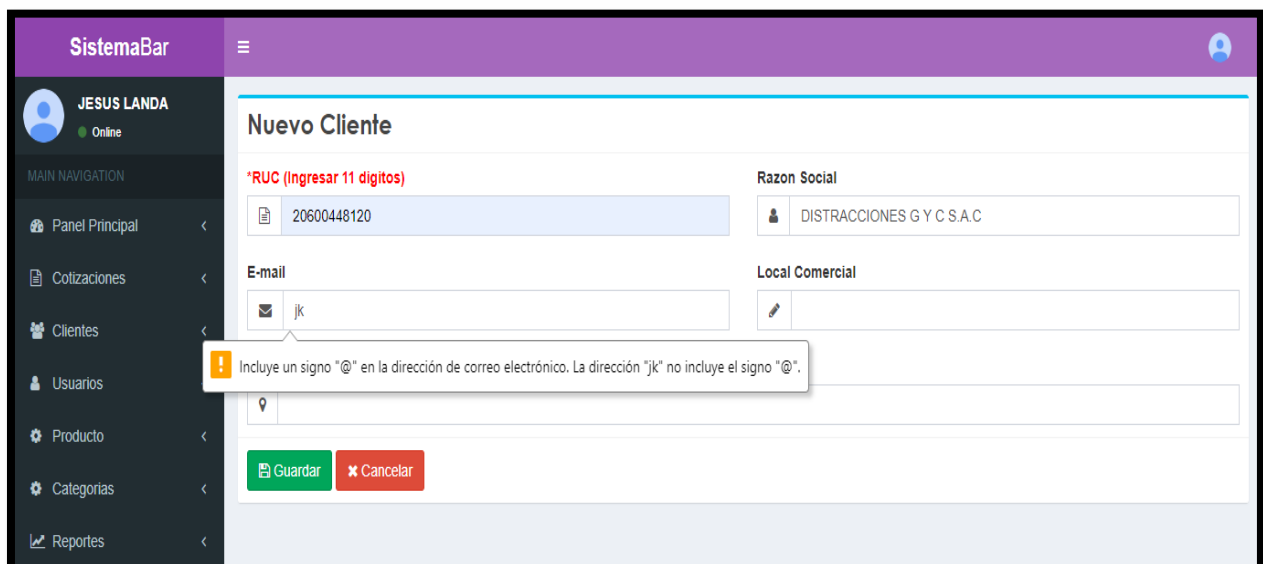 SistemaBar
JESUS LANDA
Online
MAIN NAVIGATION
Panel Principal
Cotizaciones
Clientes
Usuarios
Producto
Categorias
Reportes
Nuevo Cliente
*RUC (Ingresar 11 digitos)
20600448120
Razon Social
DISTRACCIONES G Y C S.A.C
E-mail
jk
Local Comercial
Incluye un signo "@" en la dirección de correo electrónico. La dirección "jk" no incluye el signo "@".
Guardar
Cancelar